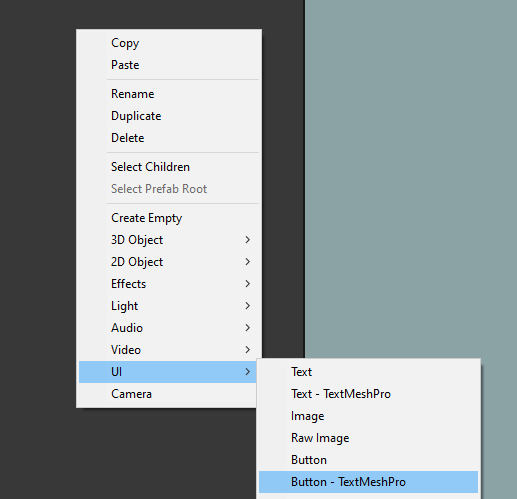 Copy
Paste
Rename
Duplicate
Delete
Select Children
Select Prefab Root
Create Empty
3D Object
2D Object
Effects
Light
Audio
Video
UI
Camera
Text
Text - TextMeshPro
Image
Raw Image
Button
Button - TextMeshPro